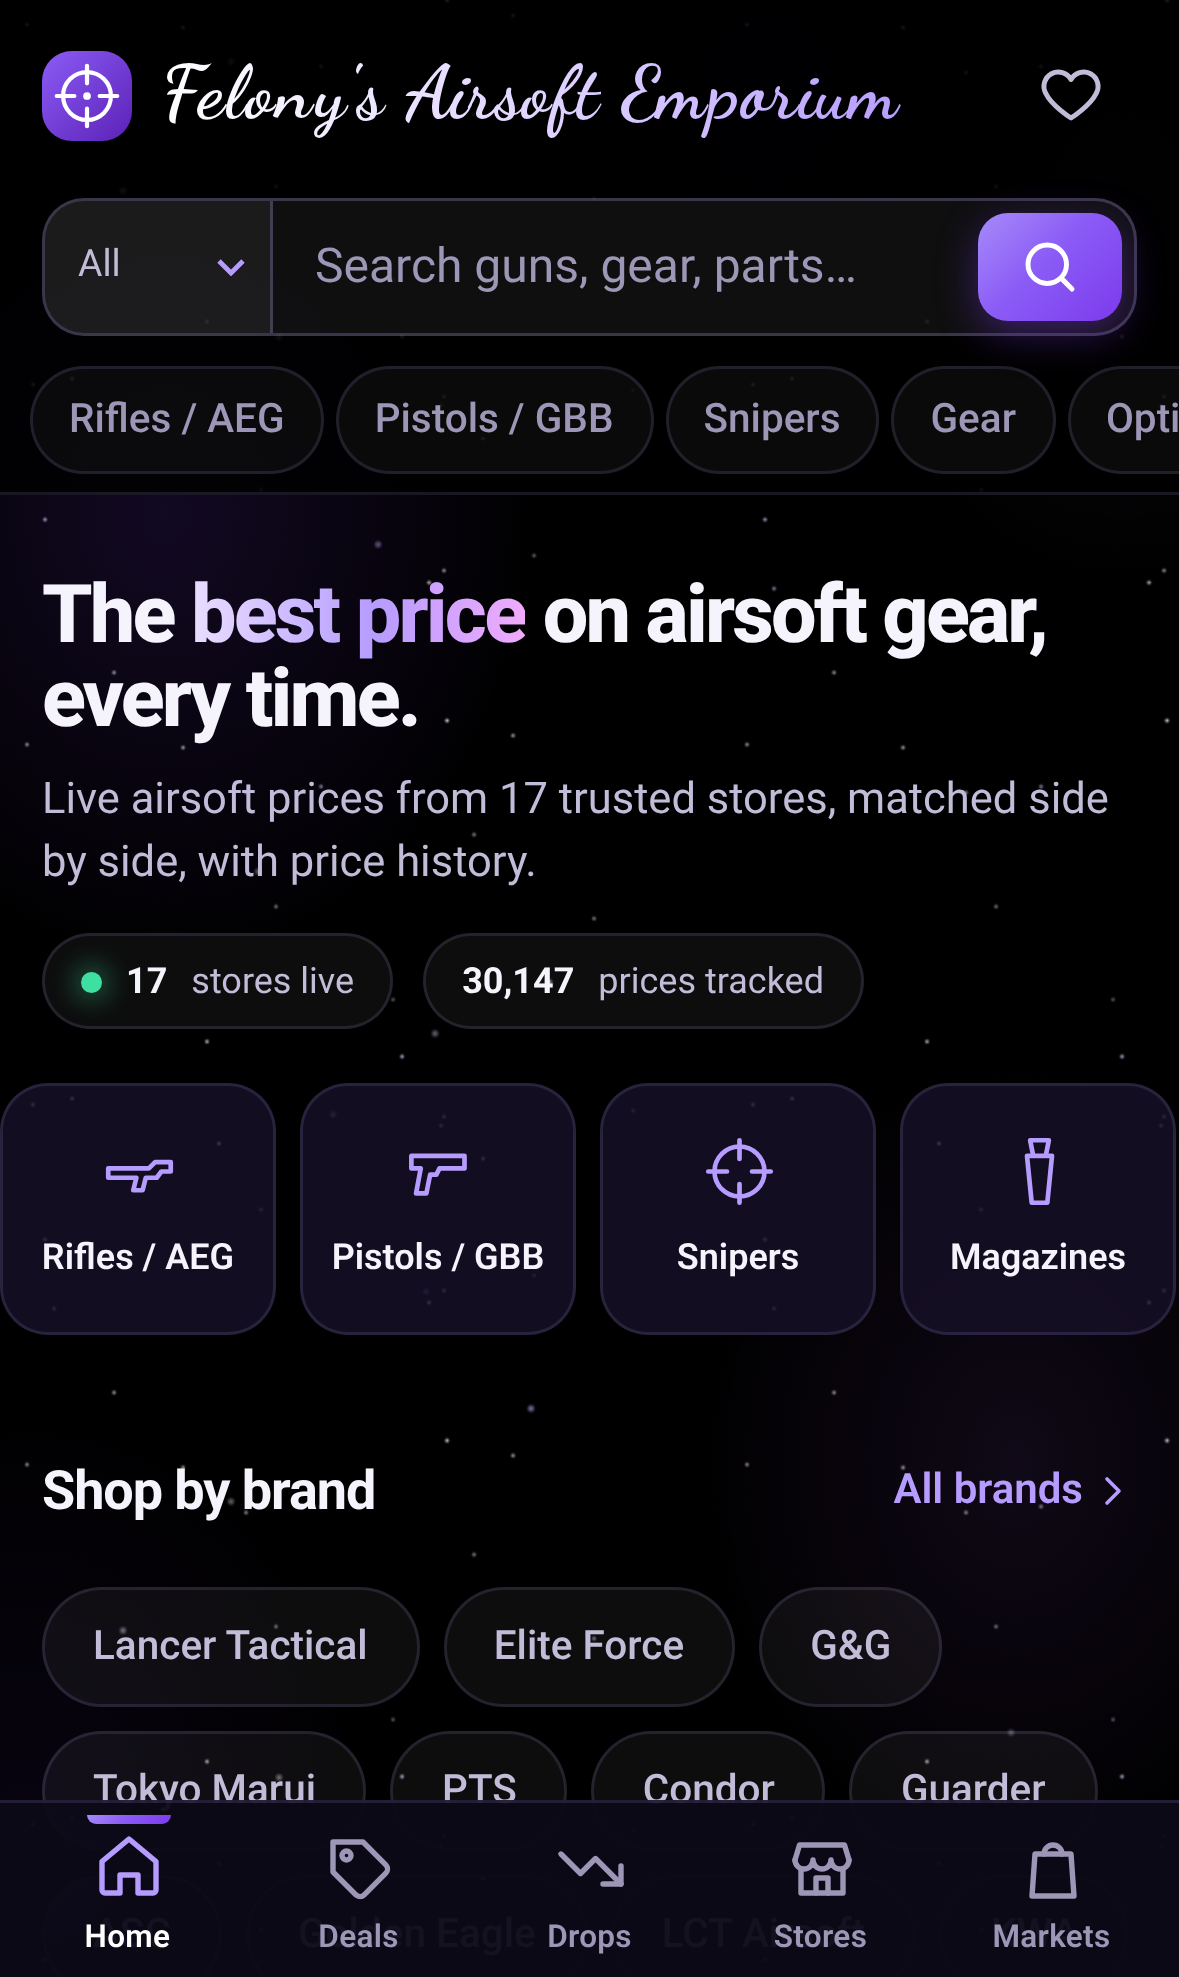 Felony's Airsoft Emporium
All
Search guns, gear, parts...
Rifles / AEG
Pistols / GBB
Snipers
Gear
Opti
The best price on airsoft gear,
every time.
Live airsoft prices from 17 trusted stores, matched side
by side, with price history.
17 stores live
30,147 prices tracked
Rifles / AEG
Pistols / GBB
Snipers
Magazines
Shop by brand
All brands
Lancer Tactical
Elite Force
G&G
Tokyo Marui
PTS
Condor
Guarder
Home
Deals
Drops
Stores
Markets